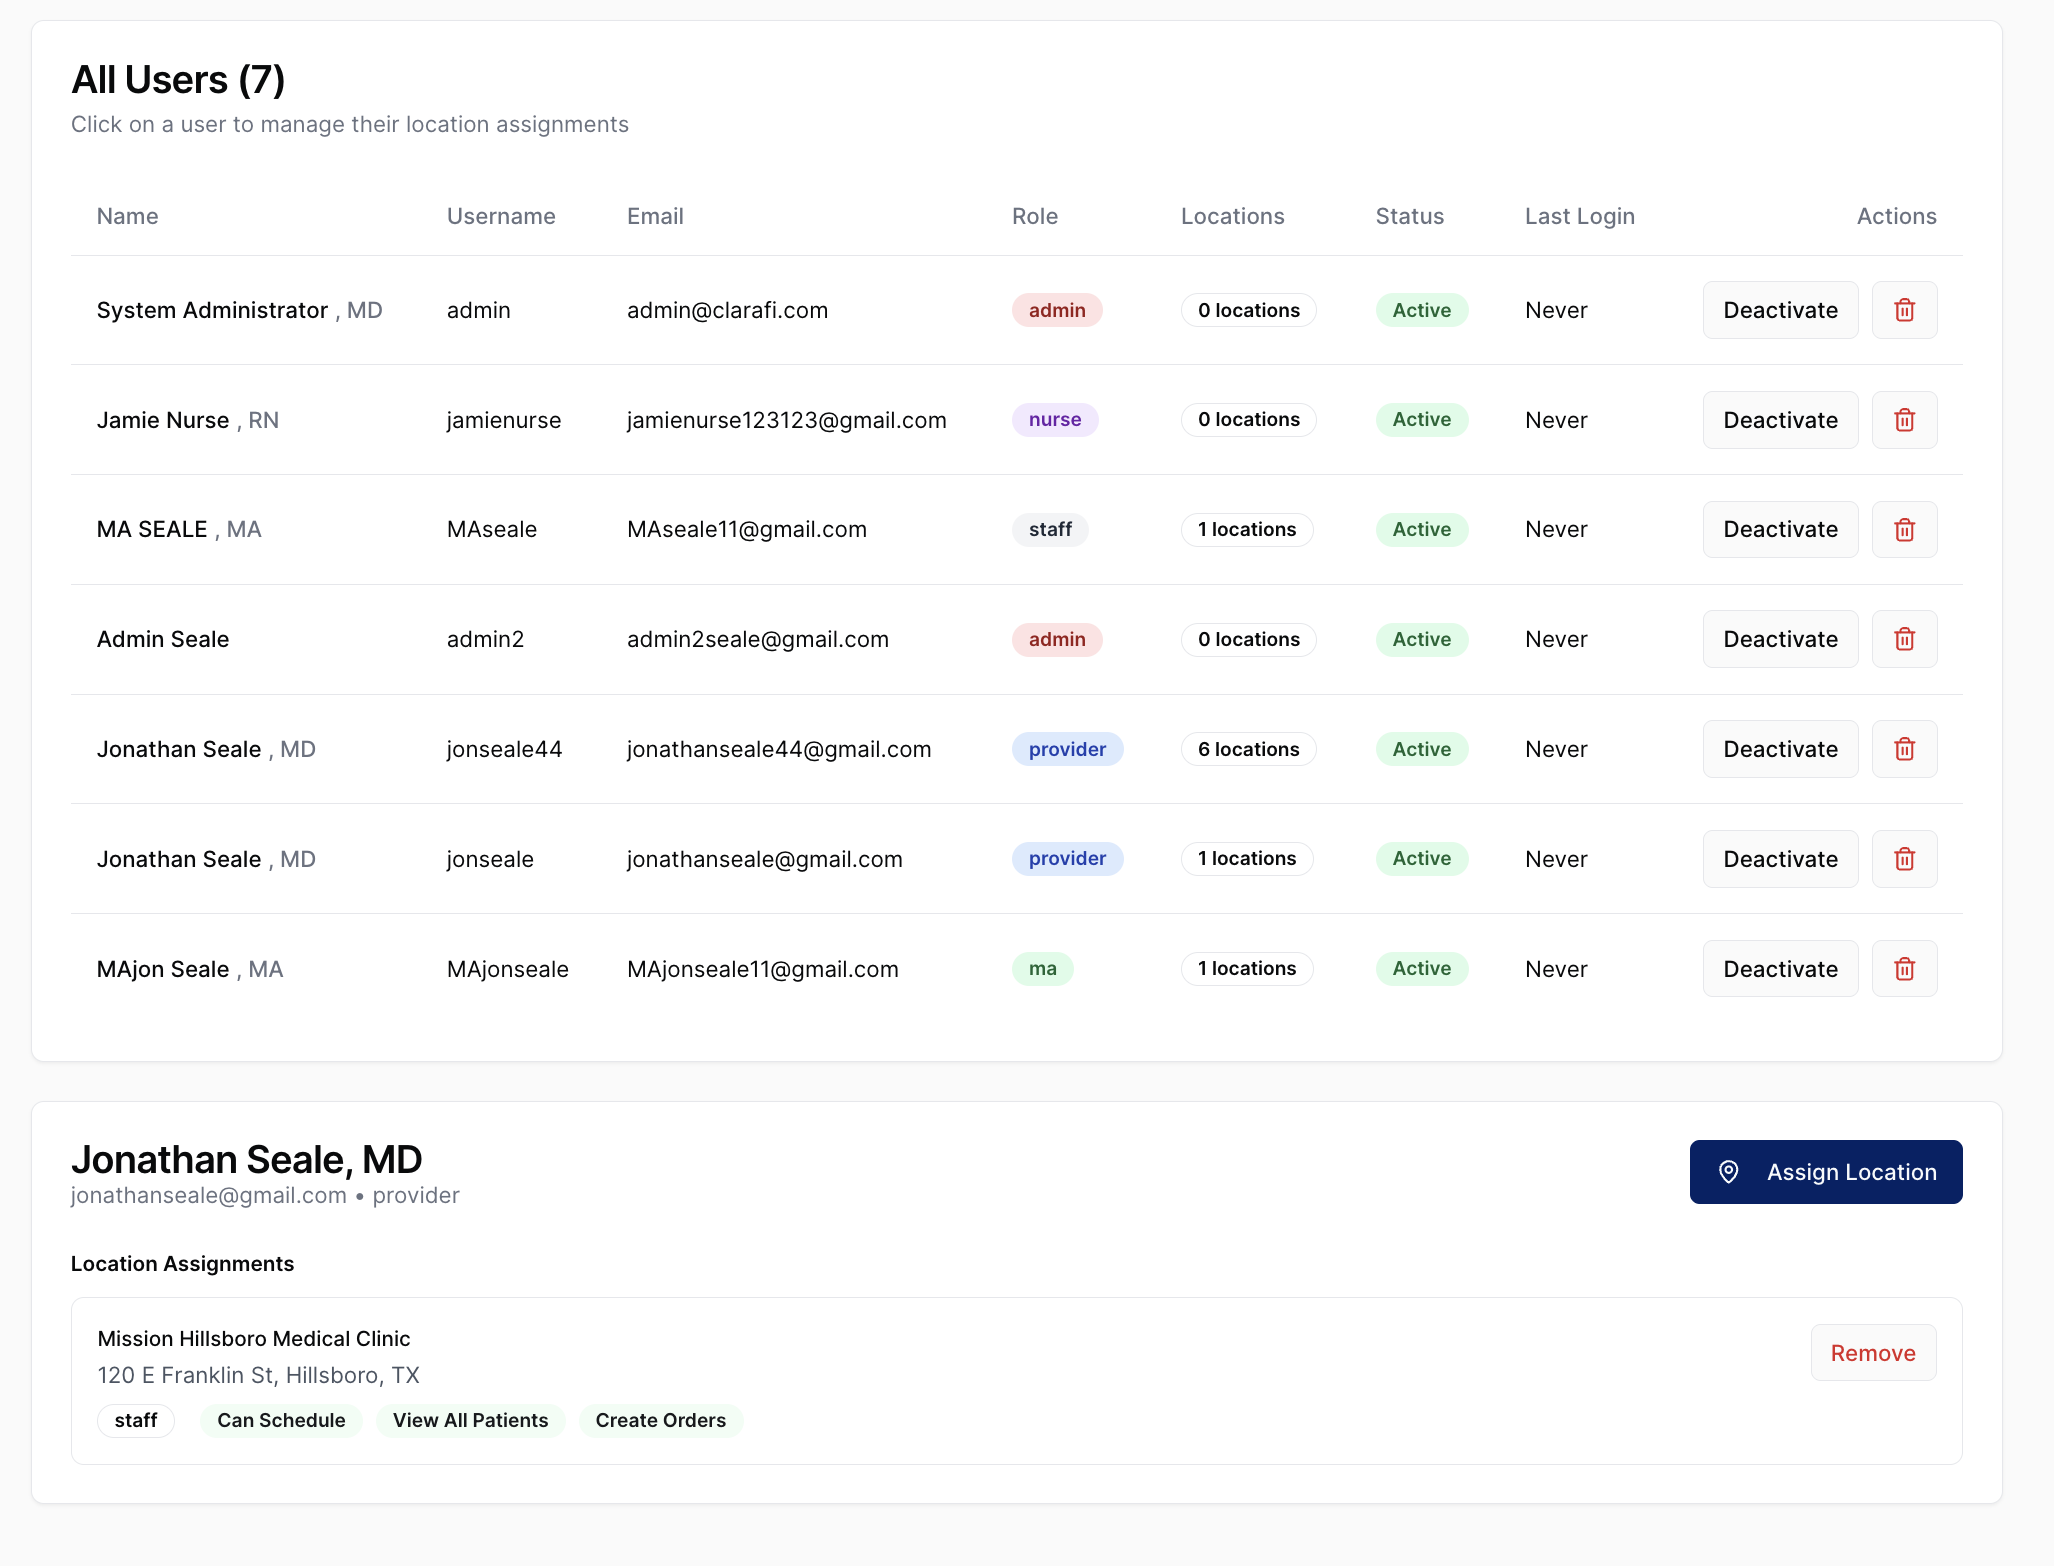 All Users (7)
Click on a user to manage their location assignments
Name Username Email Role Locations Status Last Login Actions
System Administrator , MD admin admin@clarafi.com admin 0 locations Active Never Deactivate
Jamie Nurse , RN jamienurse jamienurse123123@gmail.com nurse 0 locations Active Never Deactivate
MA SEALE , MA MAseale MAseale11@gmail.com staff 1 locations Active Never Deactivate
Admin Seale admin2 admin2seale@gmail.com admin 0 locations Active Never Deactivate
Jonathan Seale , MD jonseale44 jonathanseale44@gmail.com provider 6 locations Active Never Deactivate
Jonathan Seale , MD jonseale jonathanseale@gmail.com provider 1 locations Active Never Deactivate
MAjon Seale , MA MAjonseale MAjonseale11@gmail.com ma 1 locations Active Never Deactivate
Jonathan Seale, MD
jonathanseale@gmail.com • provider
Assign Location
Location Assignments
Mission Hillsboro Medical Clinic
120 E Franklin St, Hillsboro, TX
Remove
staff Can Schedule View All Patients Create Orders